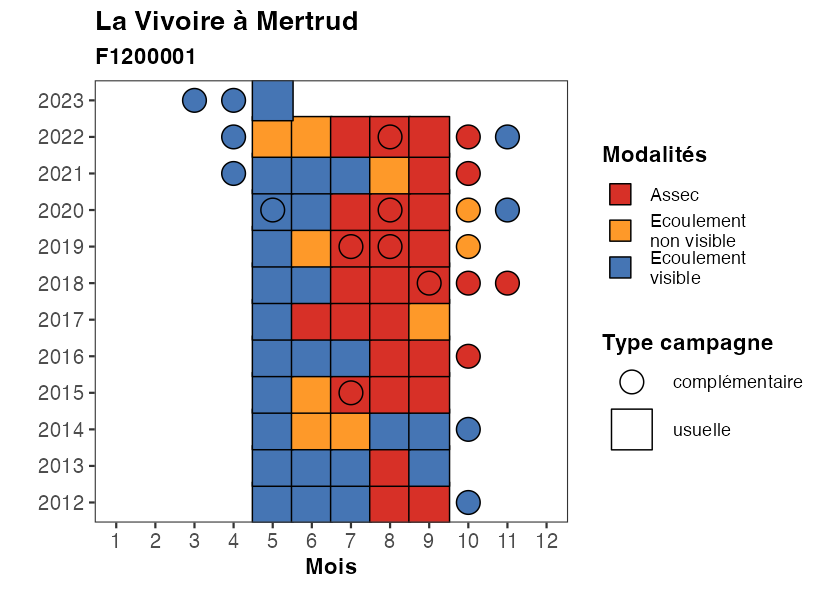 La Vivoire à Mertrud
F1200001
2023
2022
2021
2020
2019
2018
2017
2016
2015
2014
2013
2012
1 2 3 4 5 6 7 8 9 10 11 12
Mois
Modalités
Assec
Ecoulement
non visible
Ecoulement
visible
Type campagne
complémentaire
usuelle